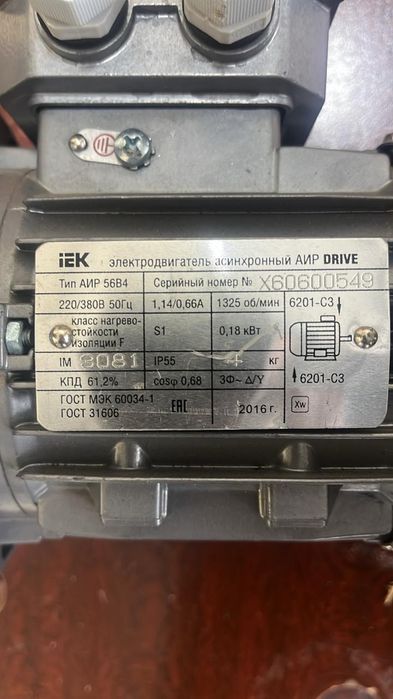 IEK электродвигатель асинхронный АИР DRIVE
Тип АИР 56В4 Серийный номер № X60600549
220/380В 50Гц 1,14/0,66А 1325 об/мин 6201-С3
класс нагрево-
стойкости
изоляции F S1 0,18 кВт
IM 3081 IP55 4 кг
КПД 61,2% cosφ 0,68 3Ф~ Δ/Y 6201-С3
ГОСТ МЭК 60034-1
ГОСТ 31606 ЕАС 2016 г. Xw